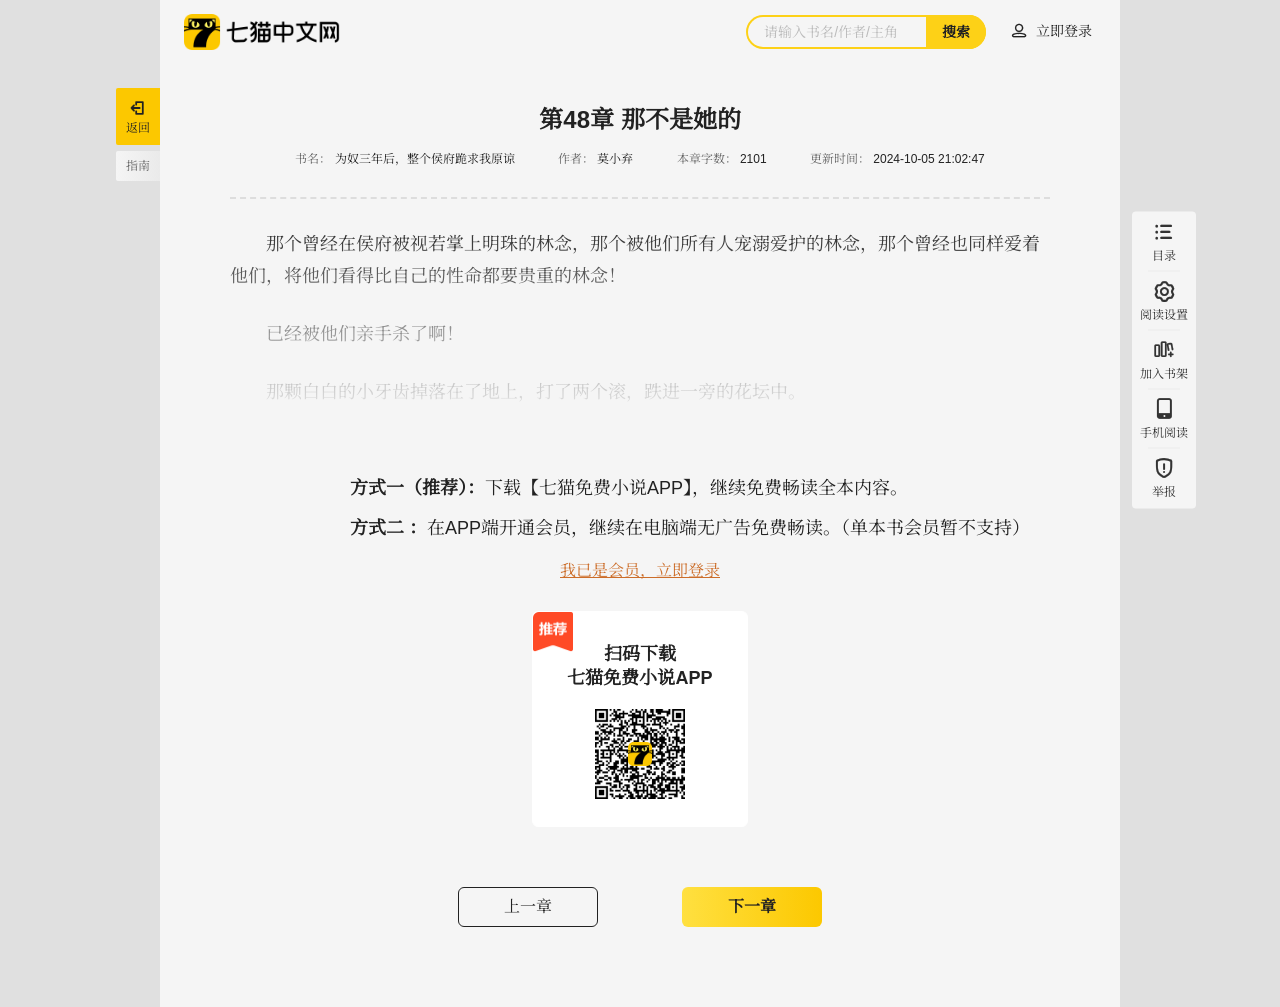 七猫中文网
请输入书名/作者/主角
搜索
立即登录
返回
指南
第48章 那不是她的
书名： 为奴三年后，整个侯府跪求我原谅 作者： 莫小弃 本章字数： 2101 更新时间： 2024-10-05 21:02:47
那个曾经在侯府被视若掌上明珠的林念，那个被他们所有人宠溺爱护的林念，那个曾经也同样爱着
他们，将他们看得比自己的性命都要贵重的林念！
已经被他们亲手杀了啊！
那颗白白的小牙齿掉落在了地上，打了两个滚，跌进一旁的花坛中。
目录
阅读设置
加入书架
手机阅读
举报
方式一（推荐）：下载【七猫免费小说APP】，继续免费畅读全本内容。
方式二 ：在APP端开通会员，继续在电脑端无广告免费畅读。（单本书会员暂不支持）
我已是会员，立即登录
推荐
扫码下载
七猫免费小说APP
上一章
下一章